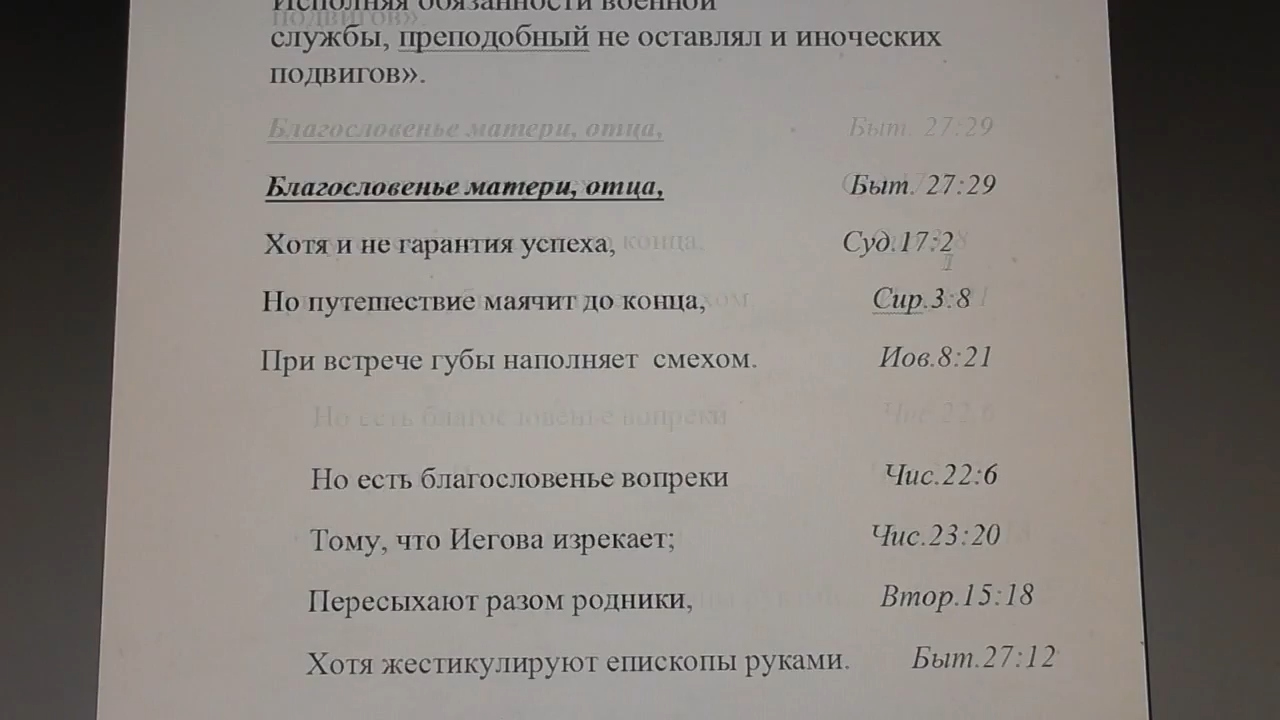 Исполняя обязанности военной
службы, преподобный не оставлял и иноческих
подвигов».
Благословенье матери, отца, Быт. 27:29
Благословенье матери, отца, Быт. 27:29
Хотя и не гарантия успеха, Суд.17:2
Но путешествие маячит до конца, Сир.3:8
При встрече губы наполняет смехом. Иов.8:21
Но есть благословенье вопреки Чис.22:6
Но есть благословенье вопреки Чис.22:6
Тому, что Иегова изрекает; Чис.23:20
Пересыхают разом родники, Втор.15:18
Хотя жестикулируют епископы руками. Быт.27:12